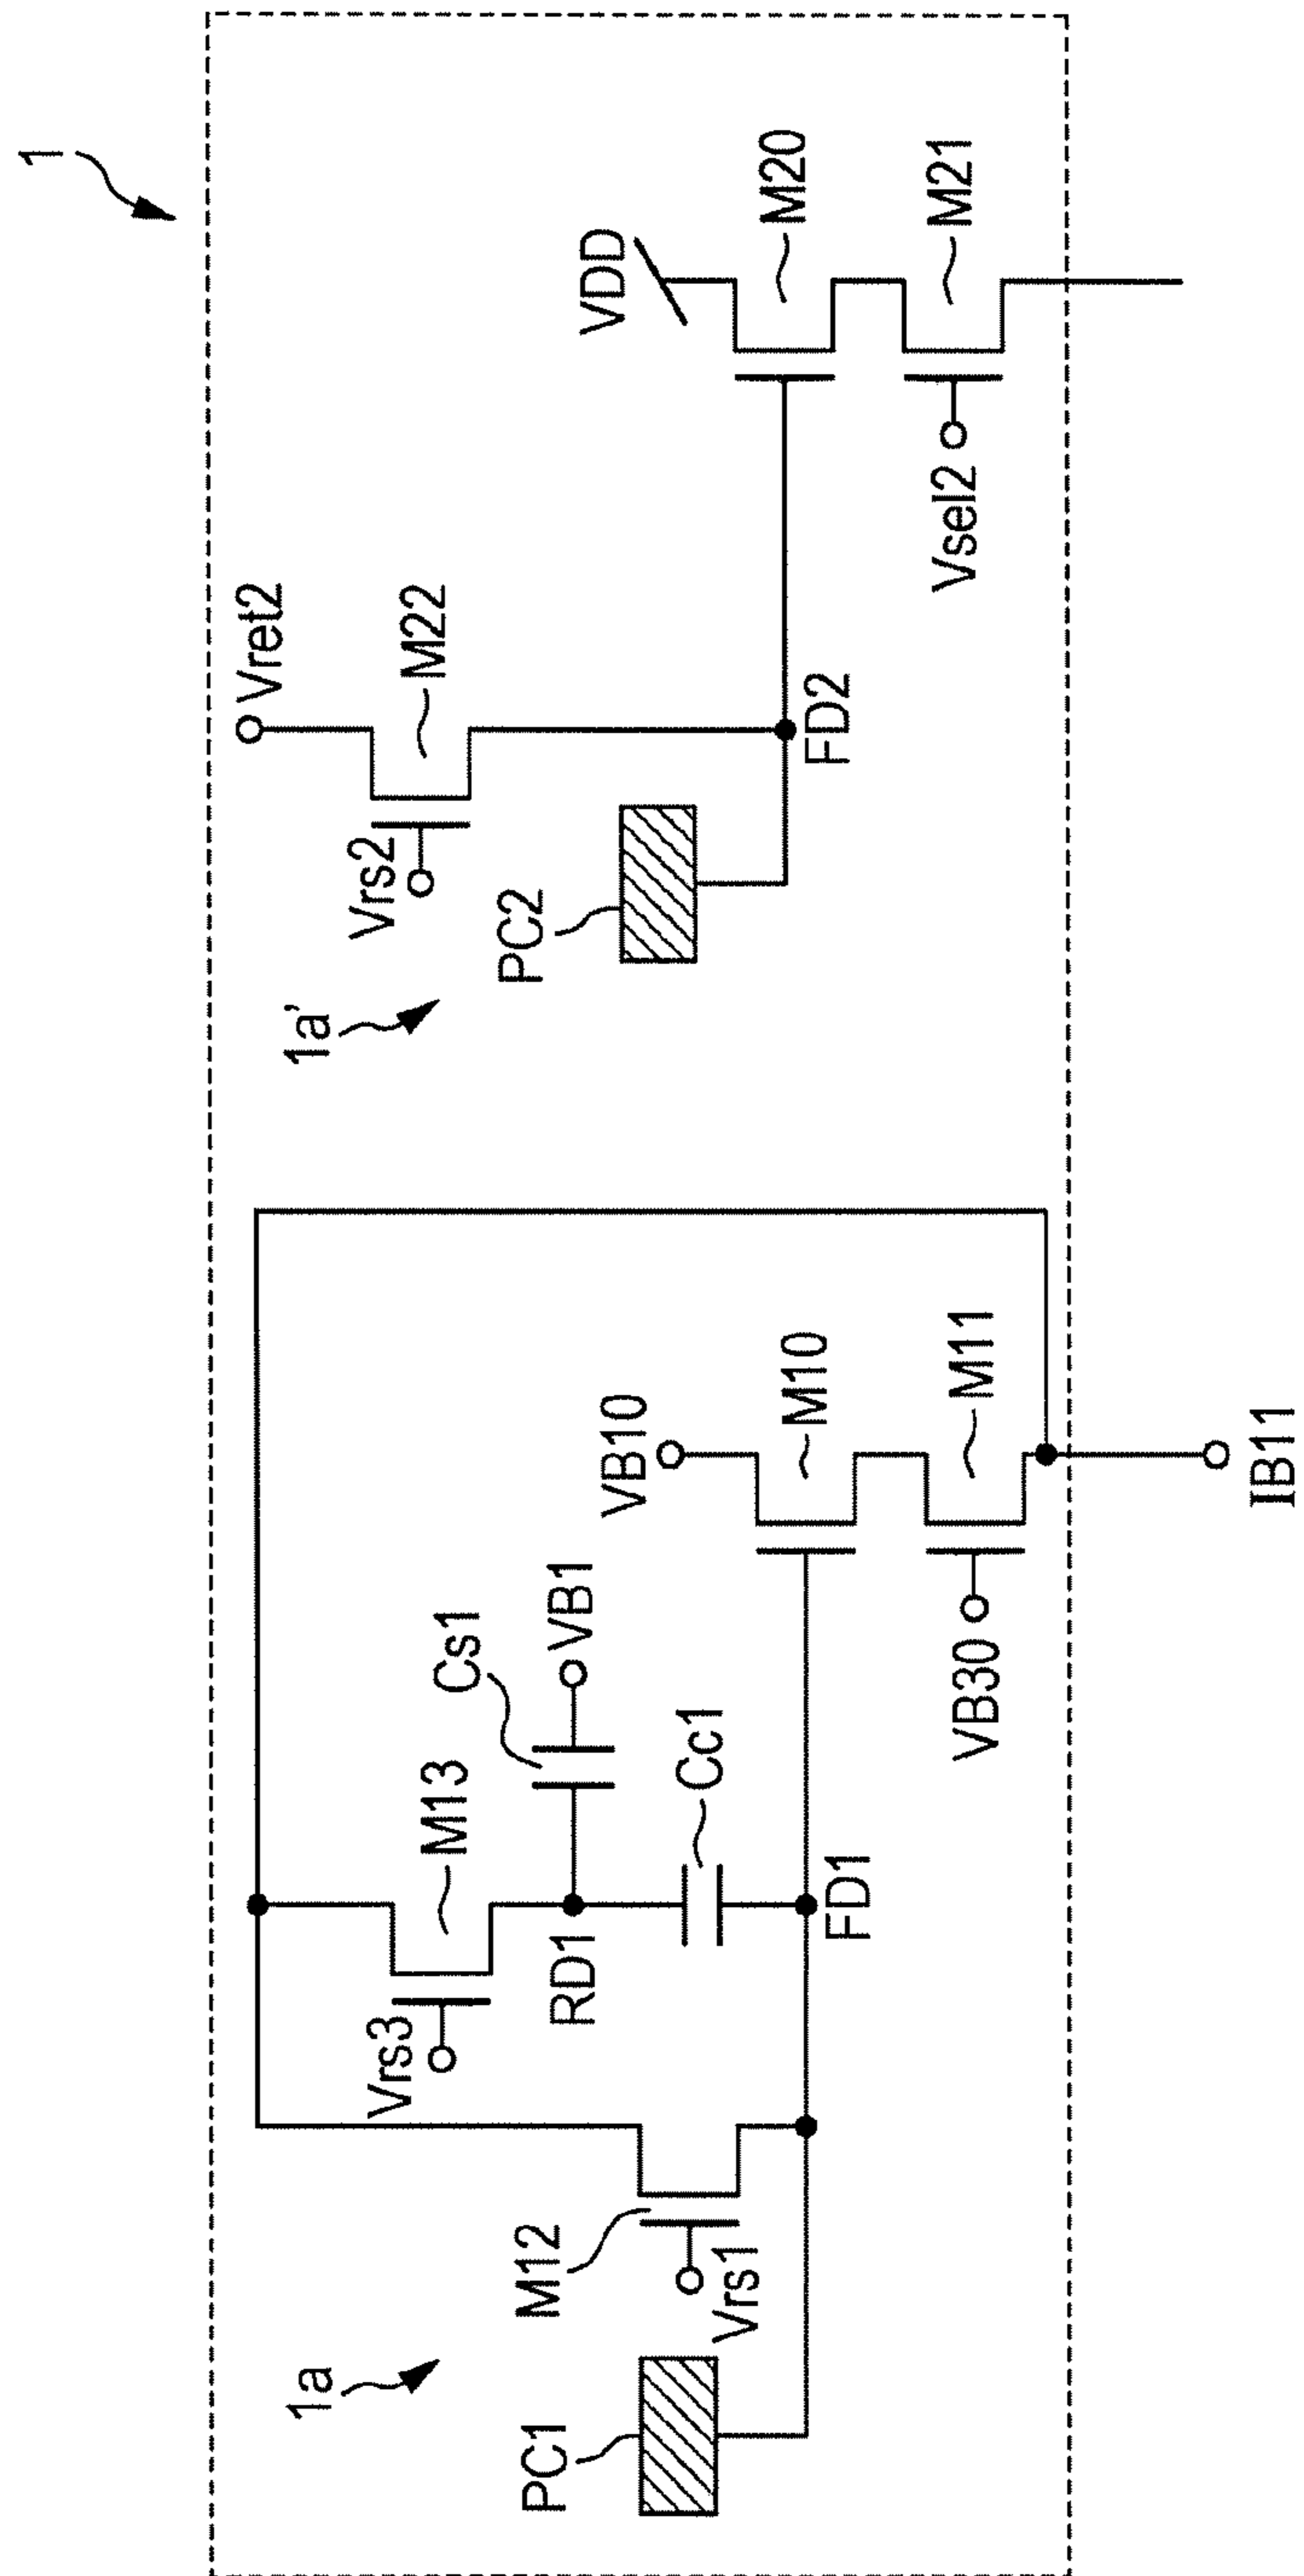 1
1a
PC1
M12
Vrs1
Vrs3
M13
RD1
Cs1
VB1
Cc1
FD1
VB10
M10
M11
VB30
IB11
1a'
PC2
Vrs2
Vret2
M22
FD2
VDD
M20
M21
Vsel2